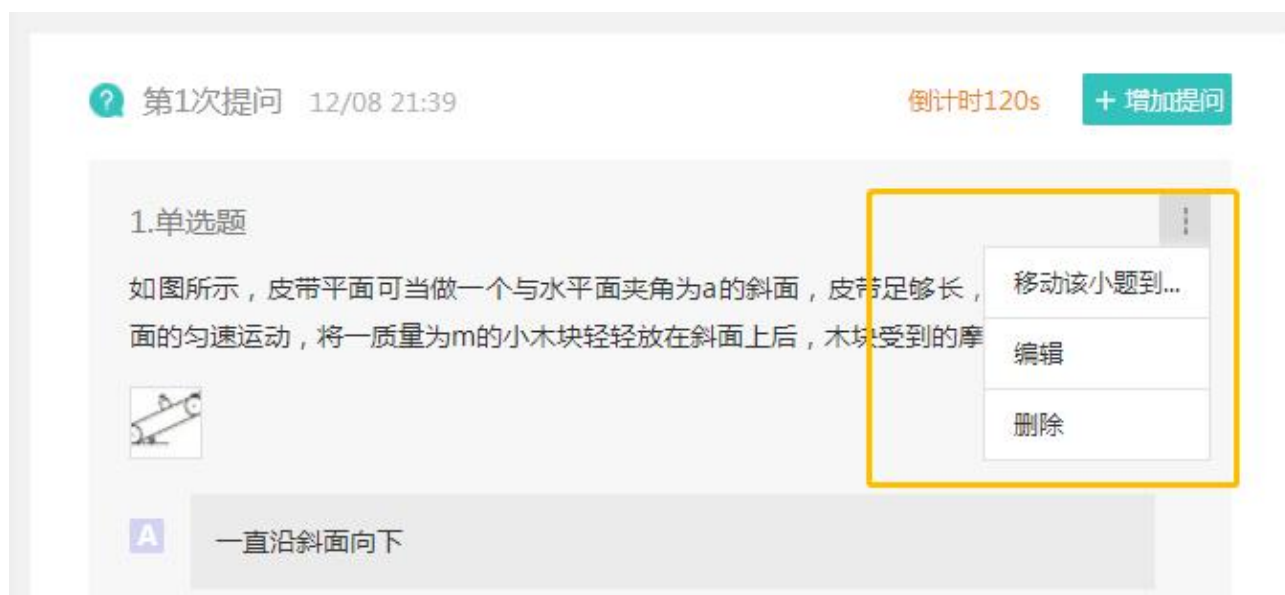 第1次提问 12/08 21:39 倒计时120s + 增加提问
1.单选题
如图所示，皮带平面可当做一个与水平面夹角为a的斜面，皮带足够长， 移动该小题到...
面的匀速运动，将一质量为m的小木块轻轻放在斜面上后，木块受到的摩
编辑
删除
A 一直沿斜面向下